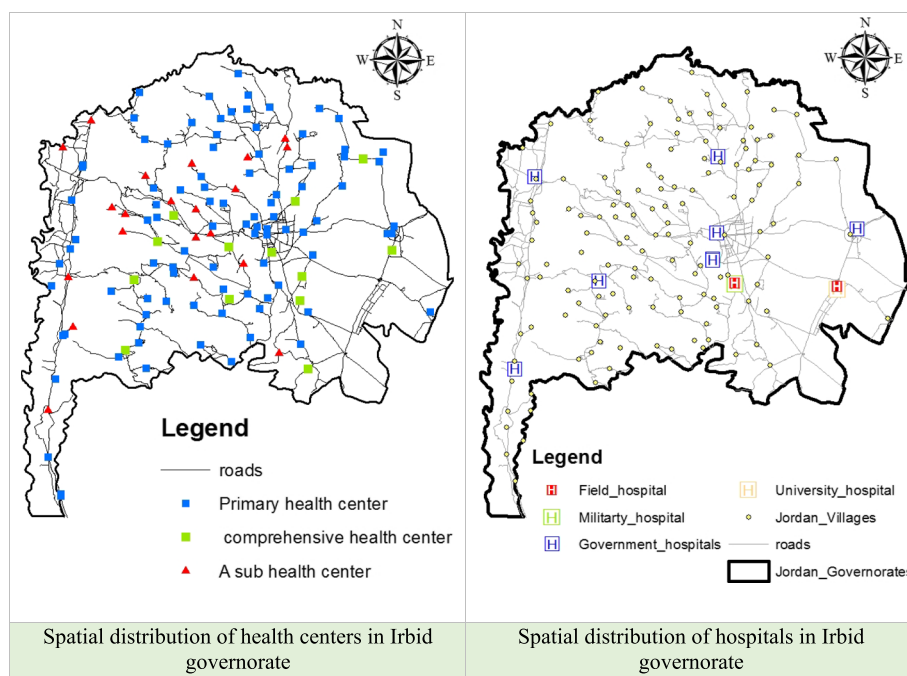 N
W E
S
Legend
roads
Primary health center
comprehensive health center
A sub health center
Spatial distribution of health centers in Irbid
governorate
N
W E
S
H
H
H
H
H
H
H
H
H
Legend
H Field_hospital
H Militarty_hospital
H Government_hospitals
H University_hospital
Jordan_Villages
roads
Jordan_Governorates
Spatial distribution of hospitals in Irbid
governorate